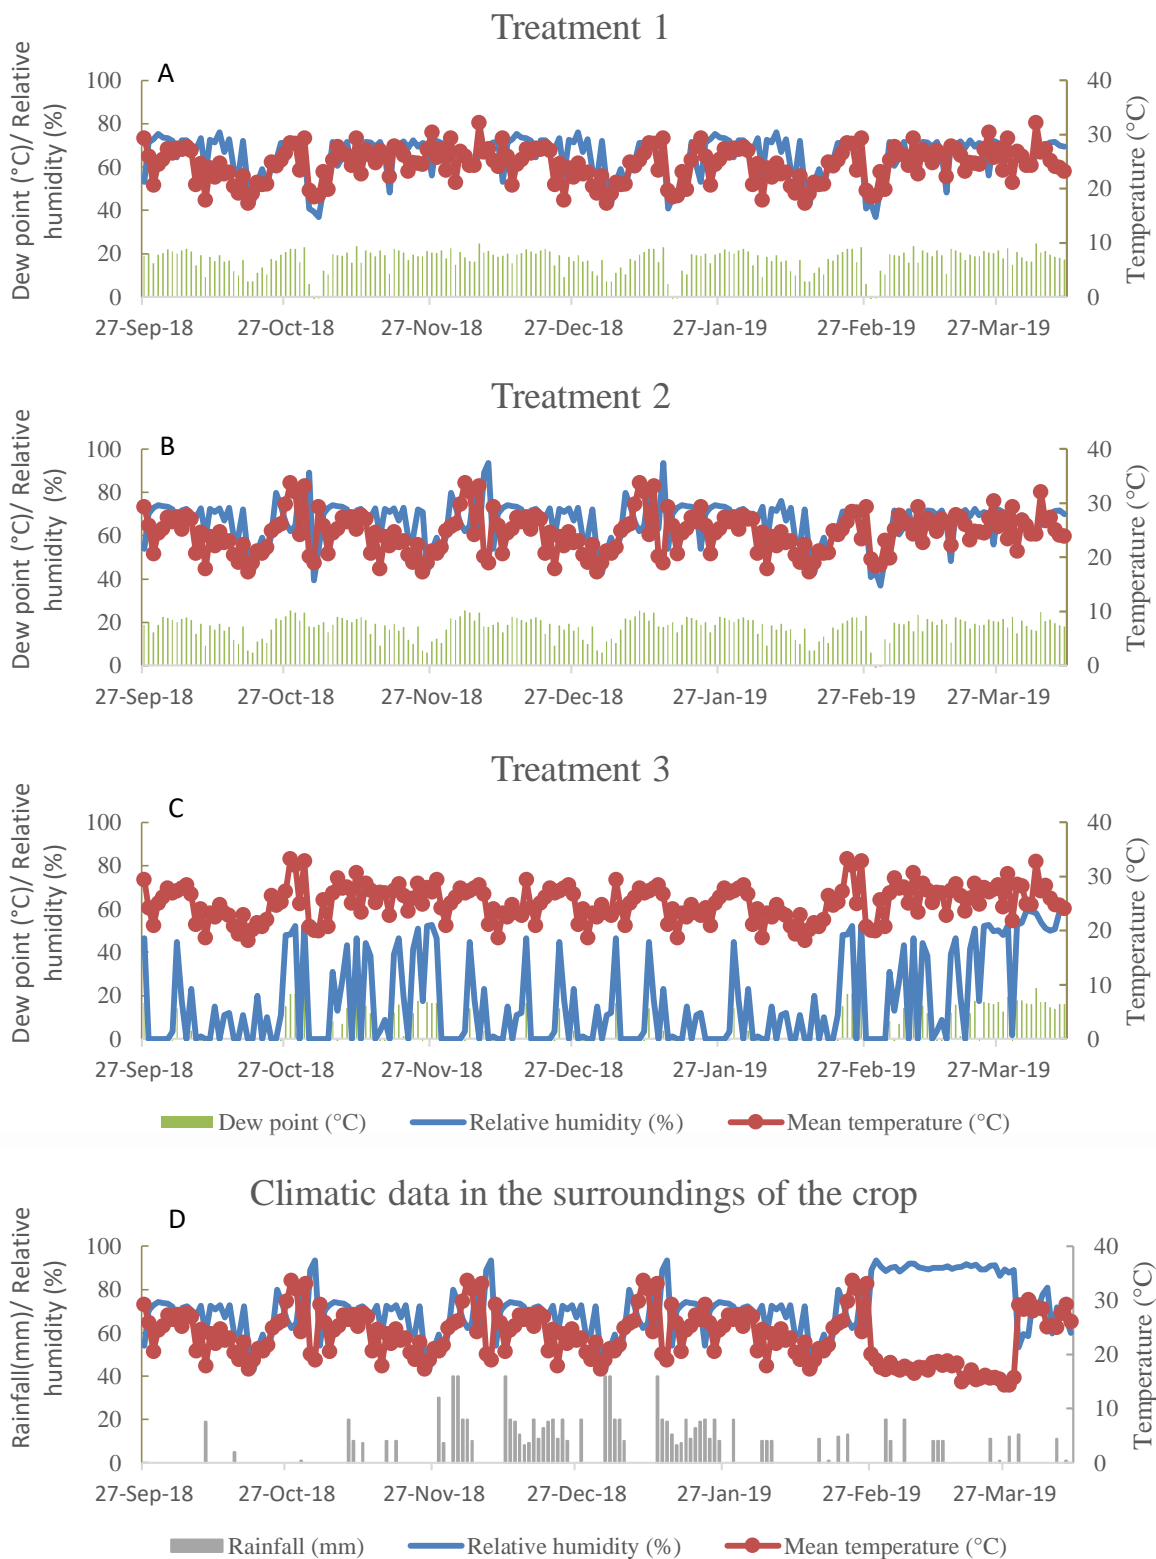 Treatment 1
A
Dew point (°C)/ Relative
humidity (%)
100
80
60
40
20
0
40
30
20
10
0
Temperature (°C)
27-Sep-18 27-Oct-18 27-Nov-18 27-Dec-18 27-Jan-19 27-Feb-19 27-Mar-19
Treatment 2
B
Dew point (°C)/ Relative
humidity (%)
100
80
60
40
20
0
40
30
20
10
0
Temperature (°C)
27-Sep-18 27-Oct-18 27-Nov-18 27-Dec-18 27-Jan-19 27-Feb-19 27-Mar-19
Treatment 3
C
Dew point (°C)/ Relative
humidity (%)
100
80
60
40
20
0
40
30
20
10
0
Temperature (°C)
27-Sep-18 27-Oct-18 27-Nov-18 27-Dec-18 27-Jan-19 27-Feb-19 27-Mar-19
Dew point (°C) Relative humidity (%) Mean temperature (°C)
Climatic data in the surroundings of the crop
D
Rainfall(mm)/ Relative
humidity (%)
100
80
60
40
20
0
40
30
20
10
0
Temperature (°C)
27-Sep-18 27-Oct-18 27-Nov-18 27-Dec-18 27-Jan-19 27-Feb-19 27-Mar-19
Rainfall (mm) Relative humidity (%) Mean temperature (°C)